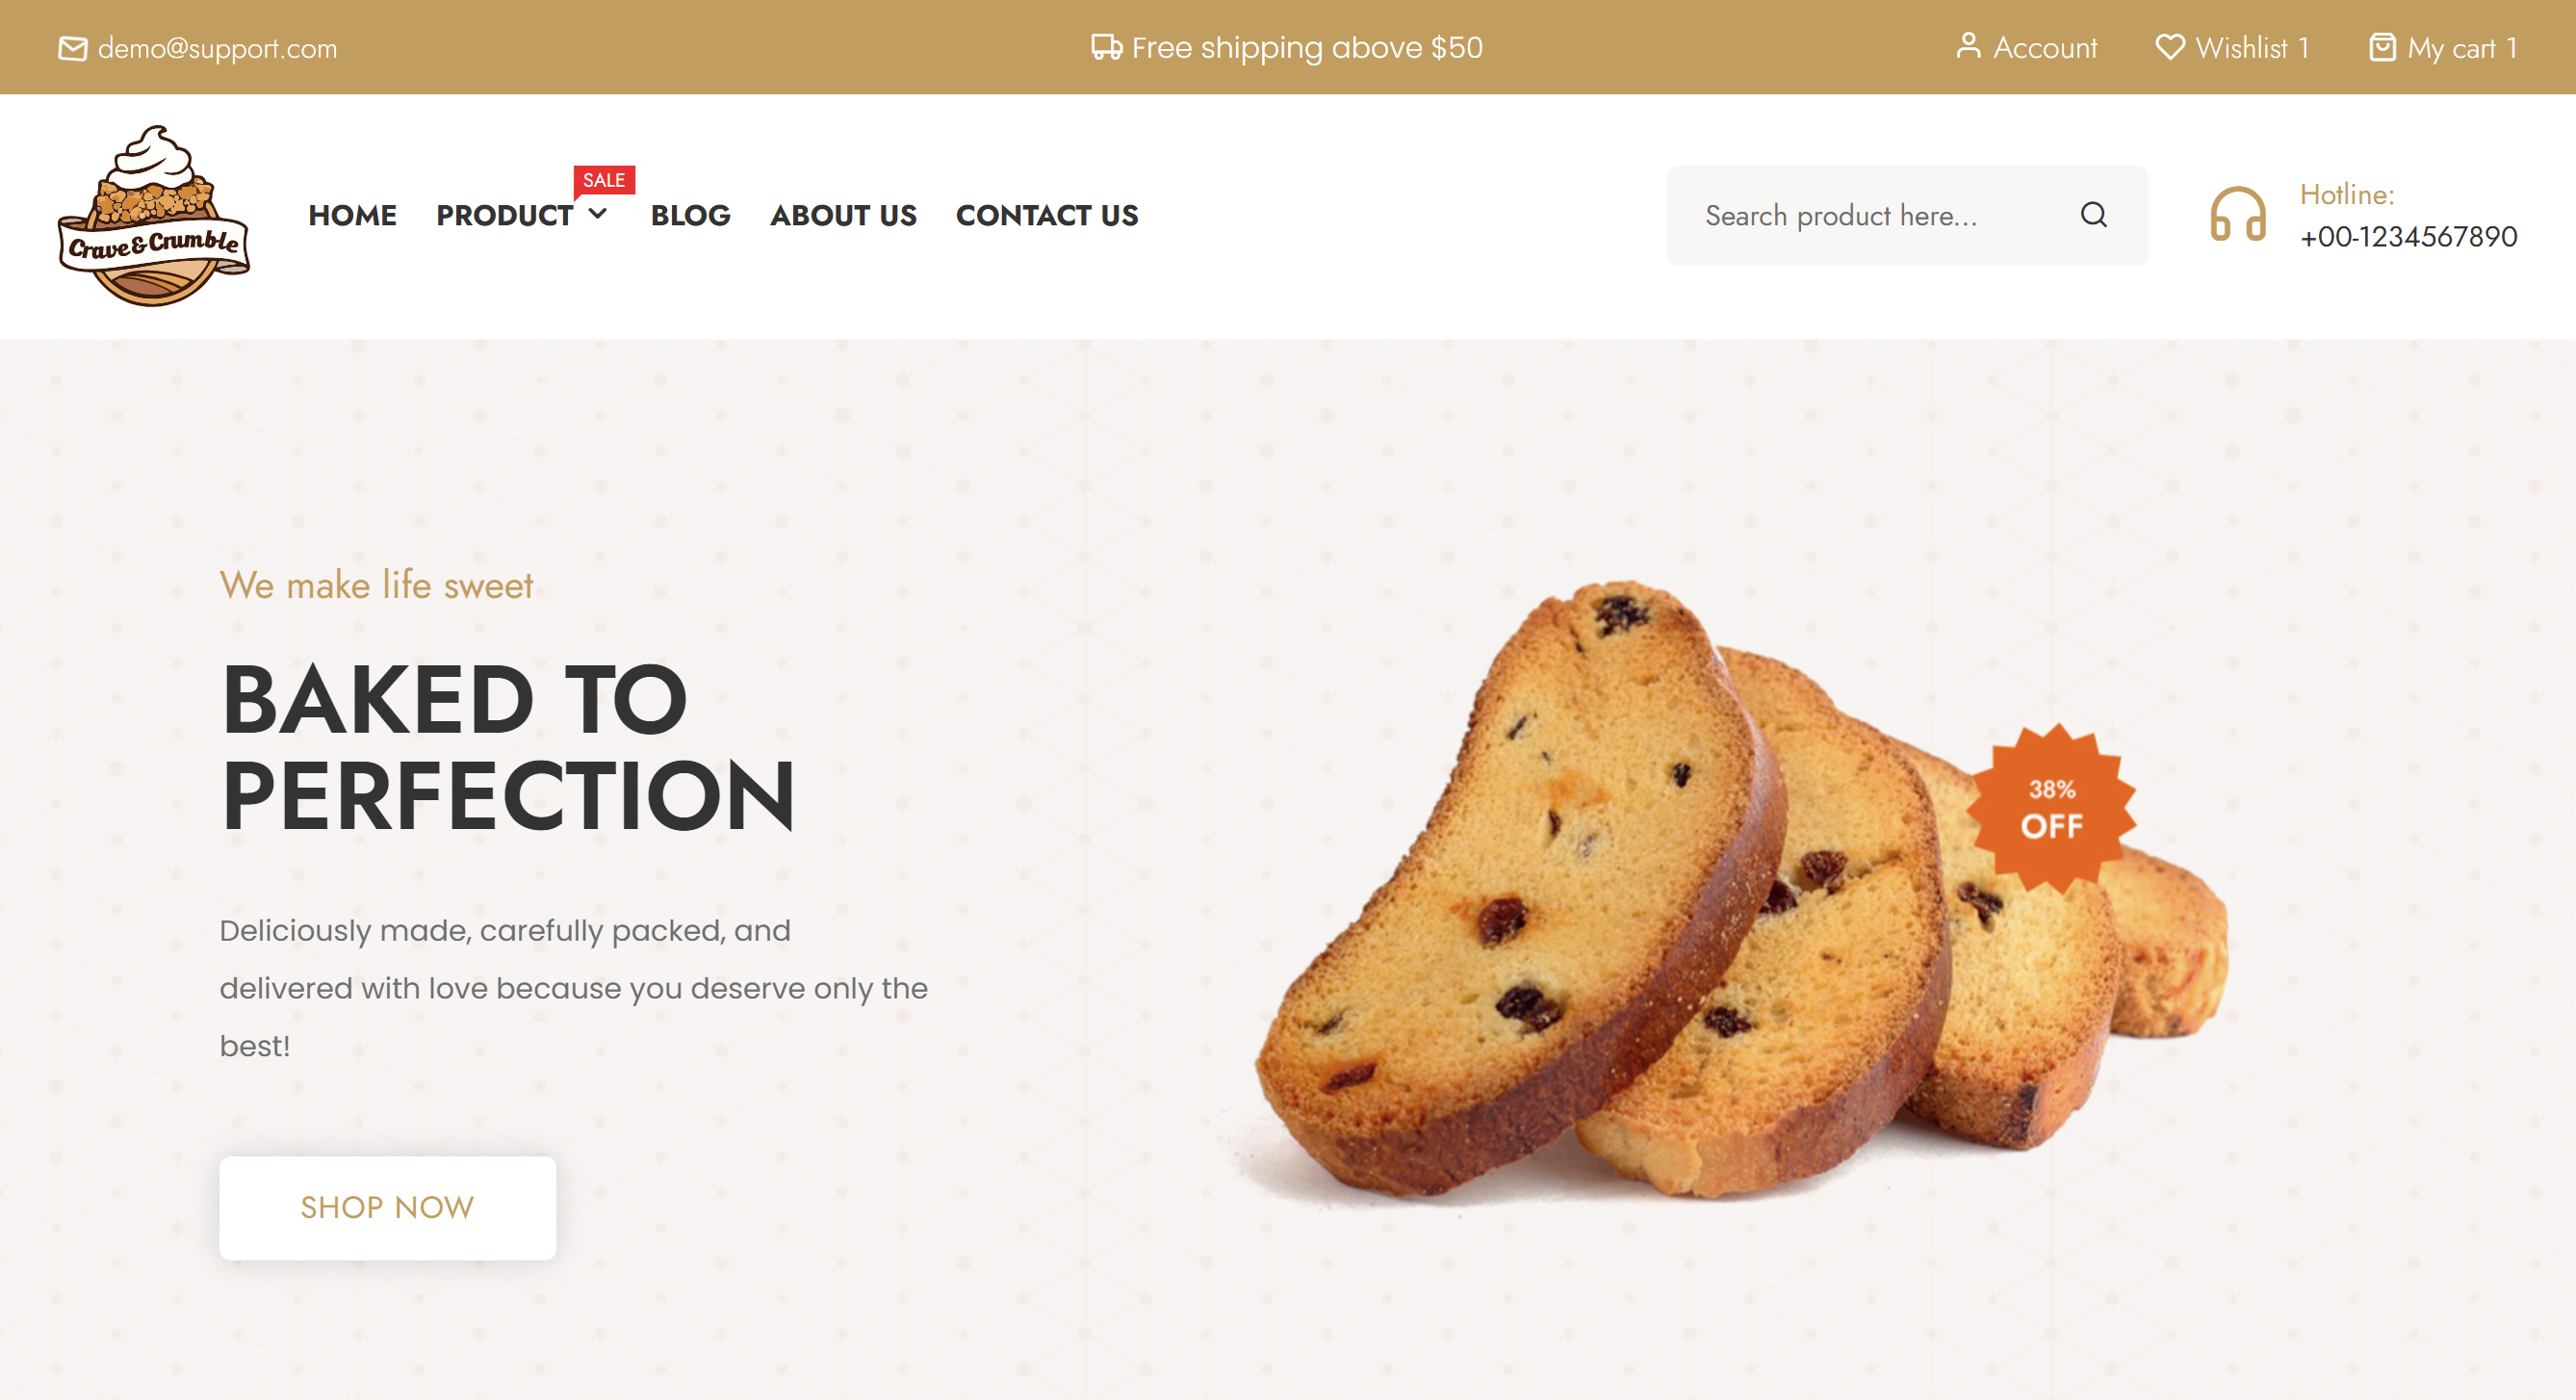 demo@support.com
Free shipping above $50
Account
Wishlist 1
My cart 1
Crave & Crumble
HOME
PRODUCT
SALE
BLOG
ABOUT US
CONTACT US
Search product here...
Hotline:
+00-1234567890
We make life sweet
BAKED TO
PERFECTION
Deliciously made, carefully packed, and
delivered with love because you deserve only the
best!
SHOP NOW
38%
OFF